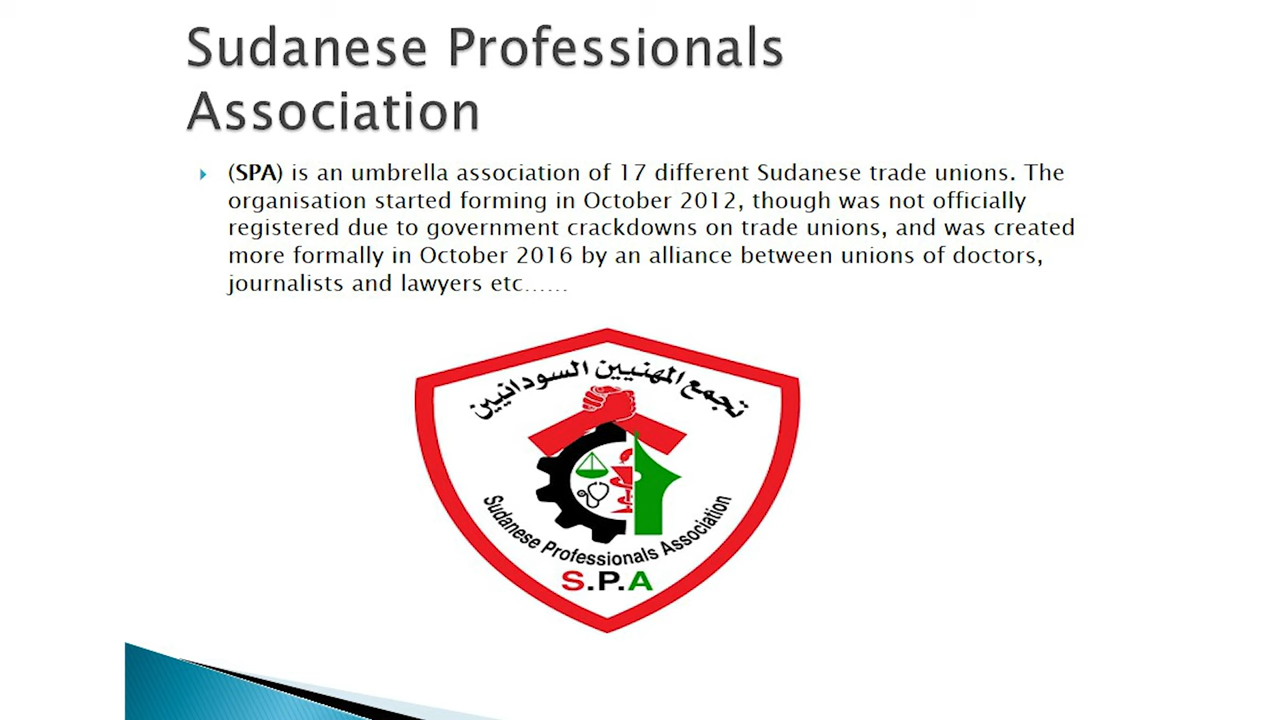 Sudanese Professionals
Association
(SPA) is an umbrella association of 17 different Sudanese trade unions. The
organisation started forming in October 2012, though was not officially
registered due to government crackdowns on trade unions, and was created
more formally in October 2016 by an alliance between unions of doctors,
journalists and lawyers etc......
تجمع المهنيين السودانيين
Sudanese Professionals Association
S.P.A